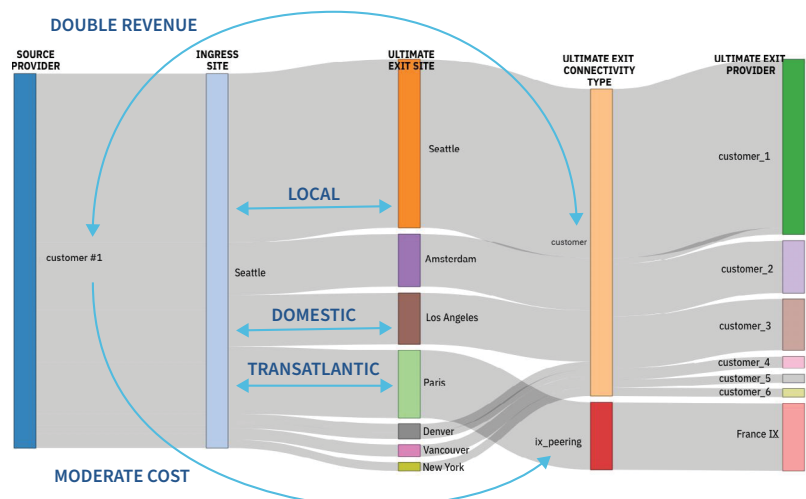 DOUBLE REVENUE
SOURCE
PROVIDER
INGRESS
SITE
ULTIMATE
EXIT SITE
ULTIMATE EXIT
CONNECTIVITY
TYPE
ULTIMATE EXIT
PROVIDER
customer #1
Seattle
LOCAL
DOMESTIC
TRANSATLANTIC
Seattle
Amsterdam
Los Angeles
Paris
Denver
Vancouver
New York
customer
ix_peering
customer_1
customer_2
customer_3
customer_4
customer_5
customer_6
France IX
MODERATE COST